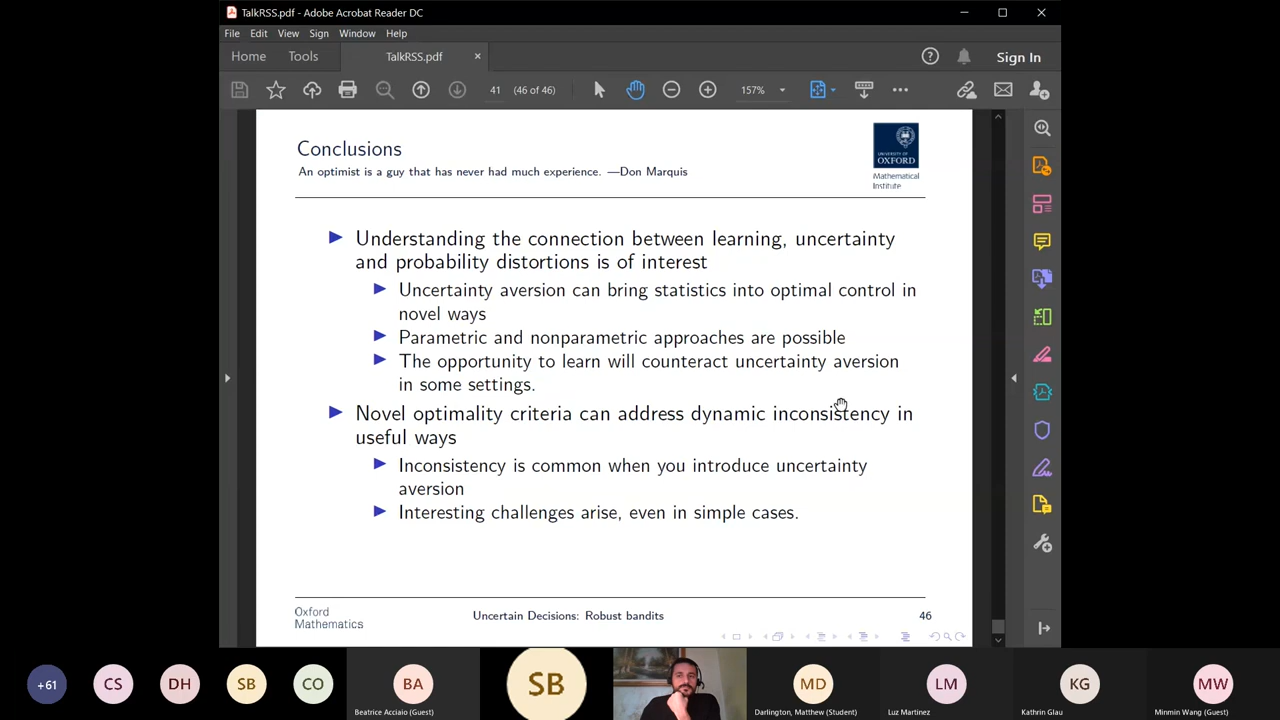 TalkRSS.pdf - Adobe Acrobat Reader DC
File Edit View Sign Window Help
Home Tools TalkRSS.pdf × Sign In
41 (46 of 46) 157%
Conclusions
An optimist is a guy that has never had much experience. —Don Marquis
UNIVERSITY OF
OXFORD
Mathematical
Institute
Understanding the connection between learning, uncertainty
and probability distortions is of interest
Uncertainty aversion can bring statistics into optimal control in
novel ways
Parametric and nonparametric approaches are possible
The opportunity to learn will counteract uncertainty aversion
in some settings.
Novel optimality criteria can address dynamic inconsistency in
useful ways
Inconsistency is common when you introduce uncertainty
aversion
Interesting challenges arise, even in simple cases.
Oxford
Mathematics
Uncertain Decisions: Robust bandits
46
+61 CS DH SB CO BA SB MD LM KG MW
Beatrice Acciaio (Guest) Darlington, Matthew (Student) Luz Martinez Kathrin Glau Minmin Wang (Guest)